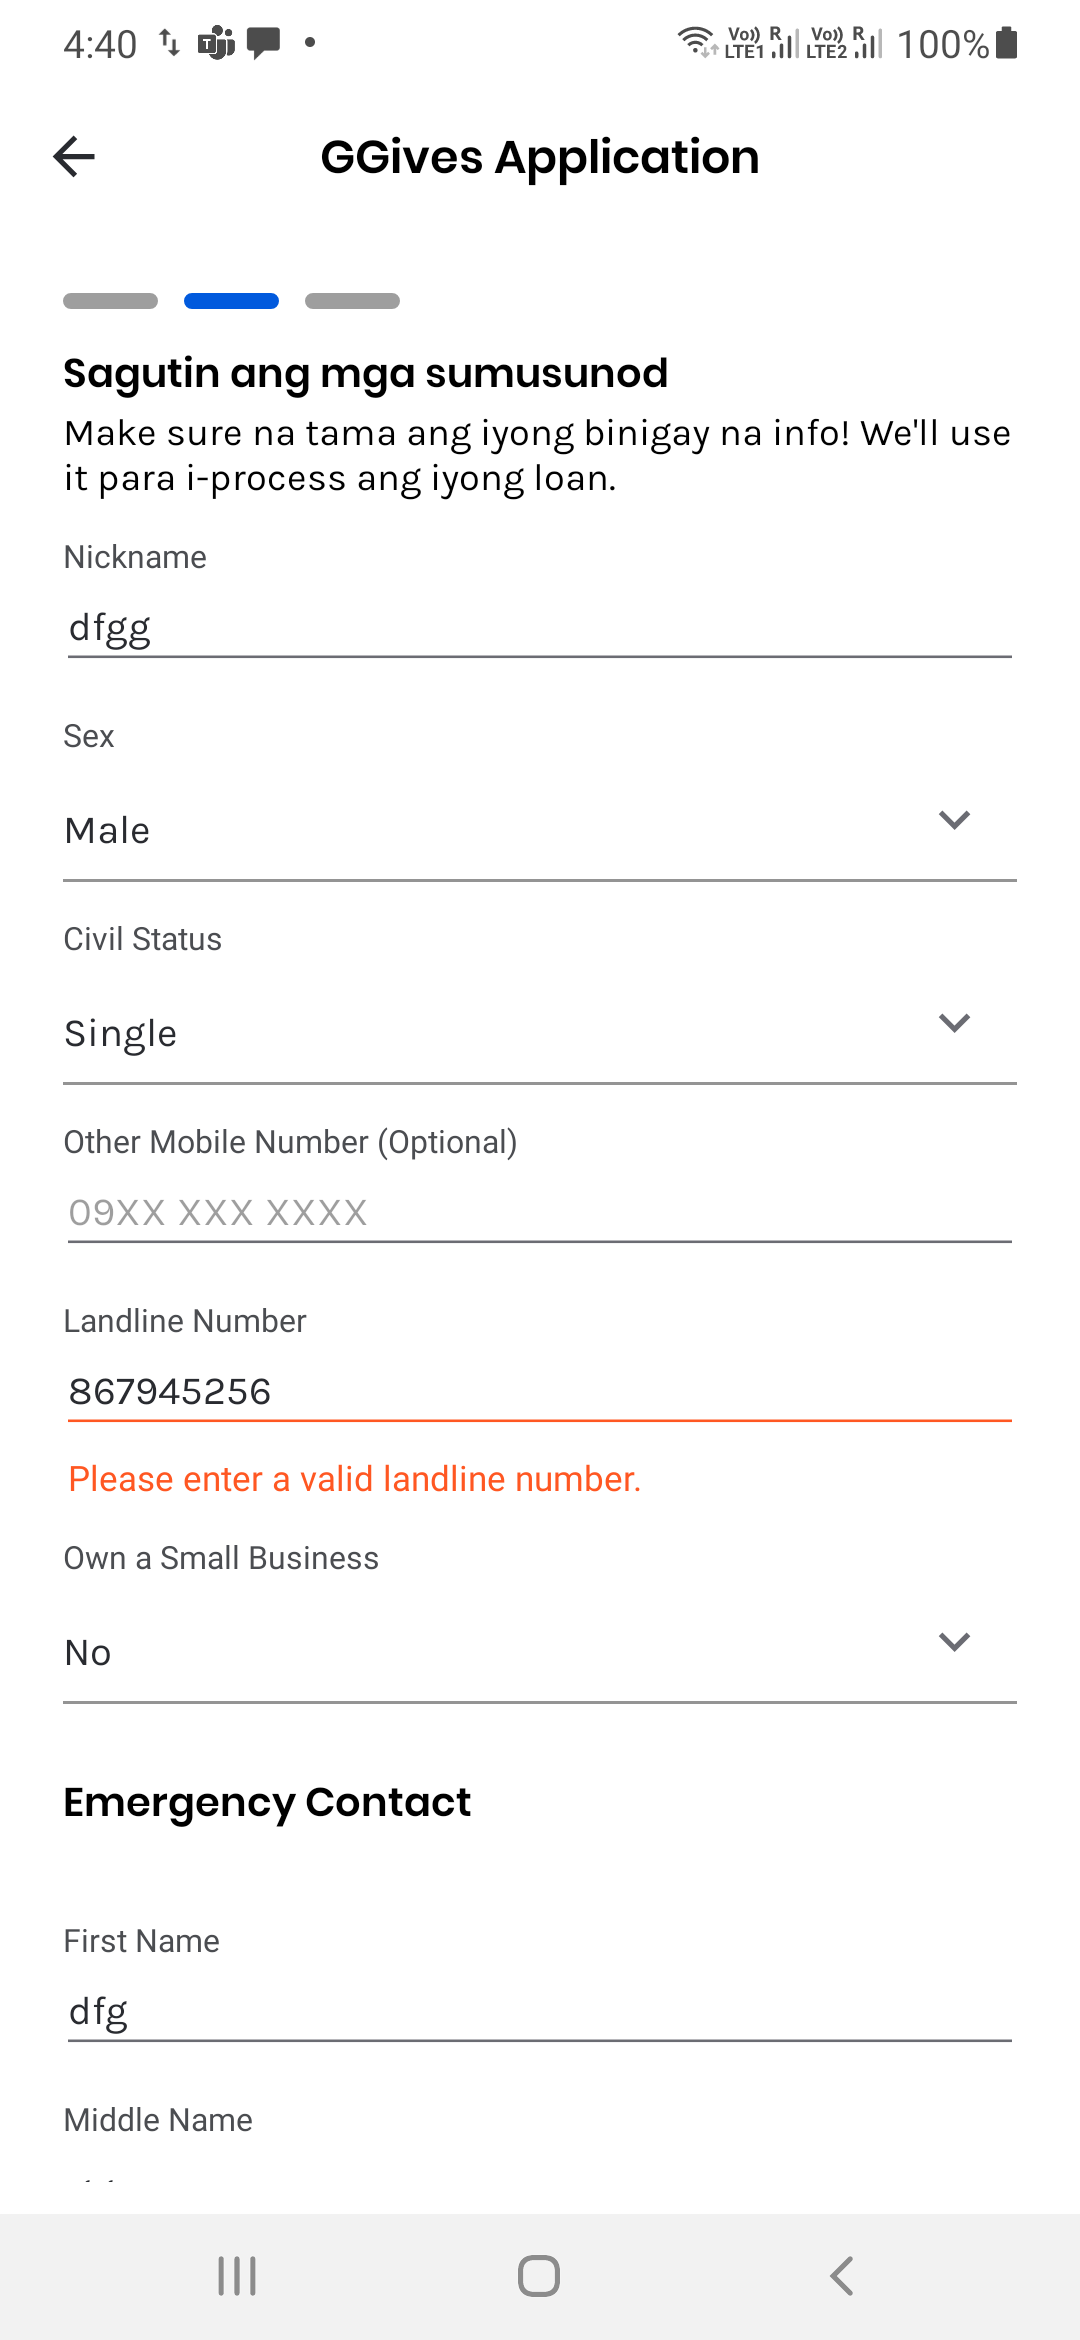 4:40
Vo)) R Vo)) R
LTE1 LTE2 100%
GGives Application
Sagutin ang mga sumusunod
Make sure na tama ang iyong binigay na info! We'll use
it para i-process ang iyong loan.
Nickname
dfgg
Sex
Male
Civil Status
Single
Other Mobile Number (Optional)
09XX XXX XXXX
Landline Number
867945256
Please enter a valid landline number.
Own a Small Business
No
Emergency Contact
First Name
dfg
Middle Name